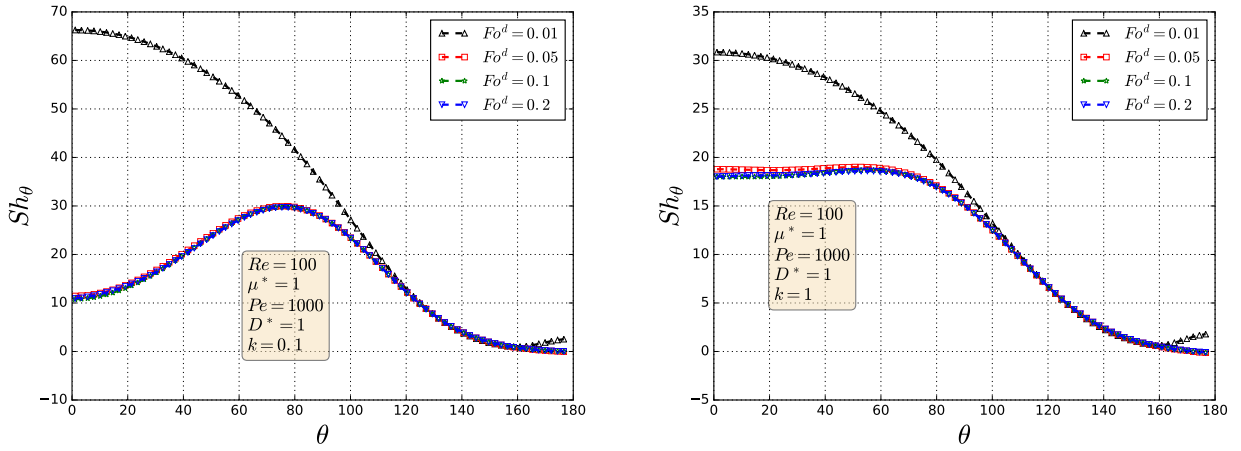 70
60
50
40
30
20
10
0
−10
Sh_θ
0 20 40 60 80 100 120 140 160 180
θ
Fo^d = 0.01
Fo^d = 0.05
Fo^d = 0.1
Fo^d = 0.2
Re = 100
μ* = 1
Pe = 1000
D* = 1
k = 0.1
35
30
25
20
15
10
5
0
−5
Sh_θ
0 20 40 60 80 100 120 140 160 180
θ
Fo^d = 0.01
Fo^d = 0.05
Fo^d = 0.1
Fo^d = 0.2
Re = 100
μ* = 1
Pe = 1000
D* = 1
k = 1